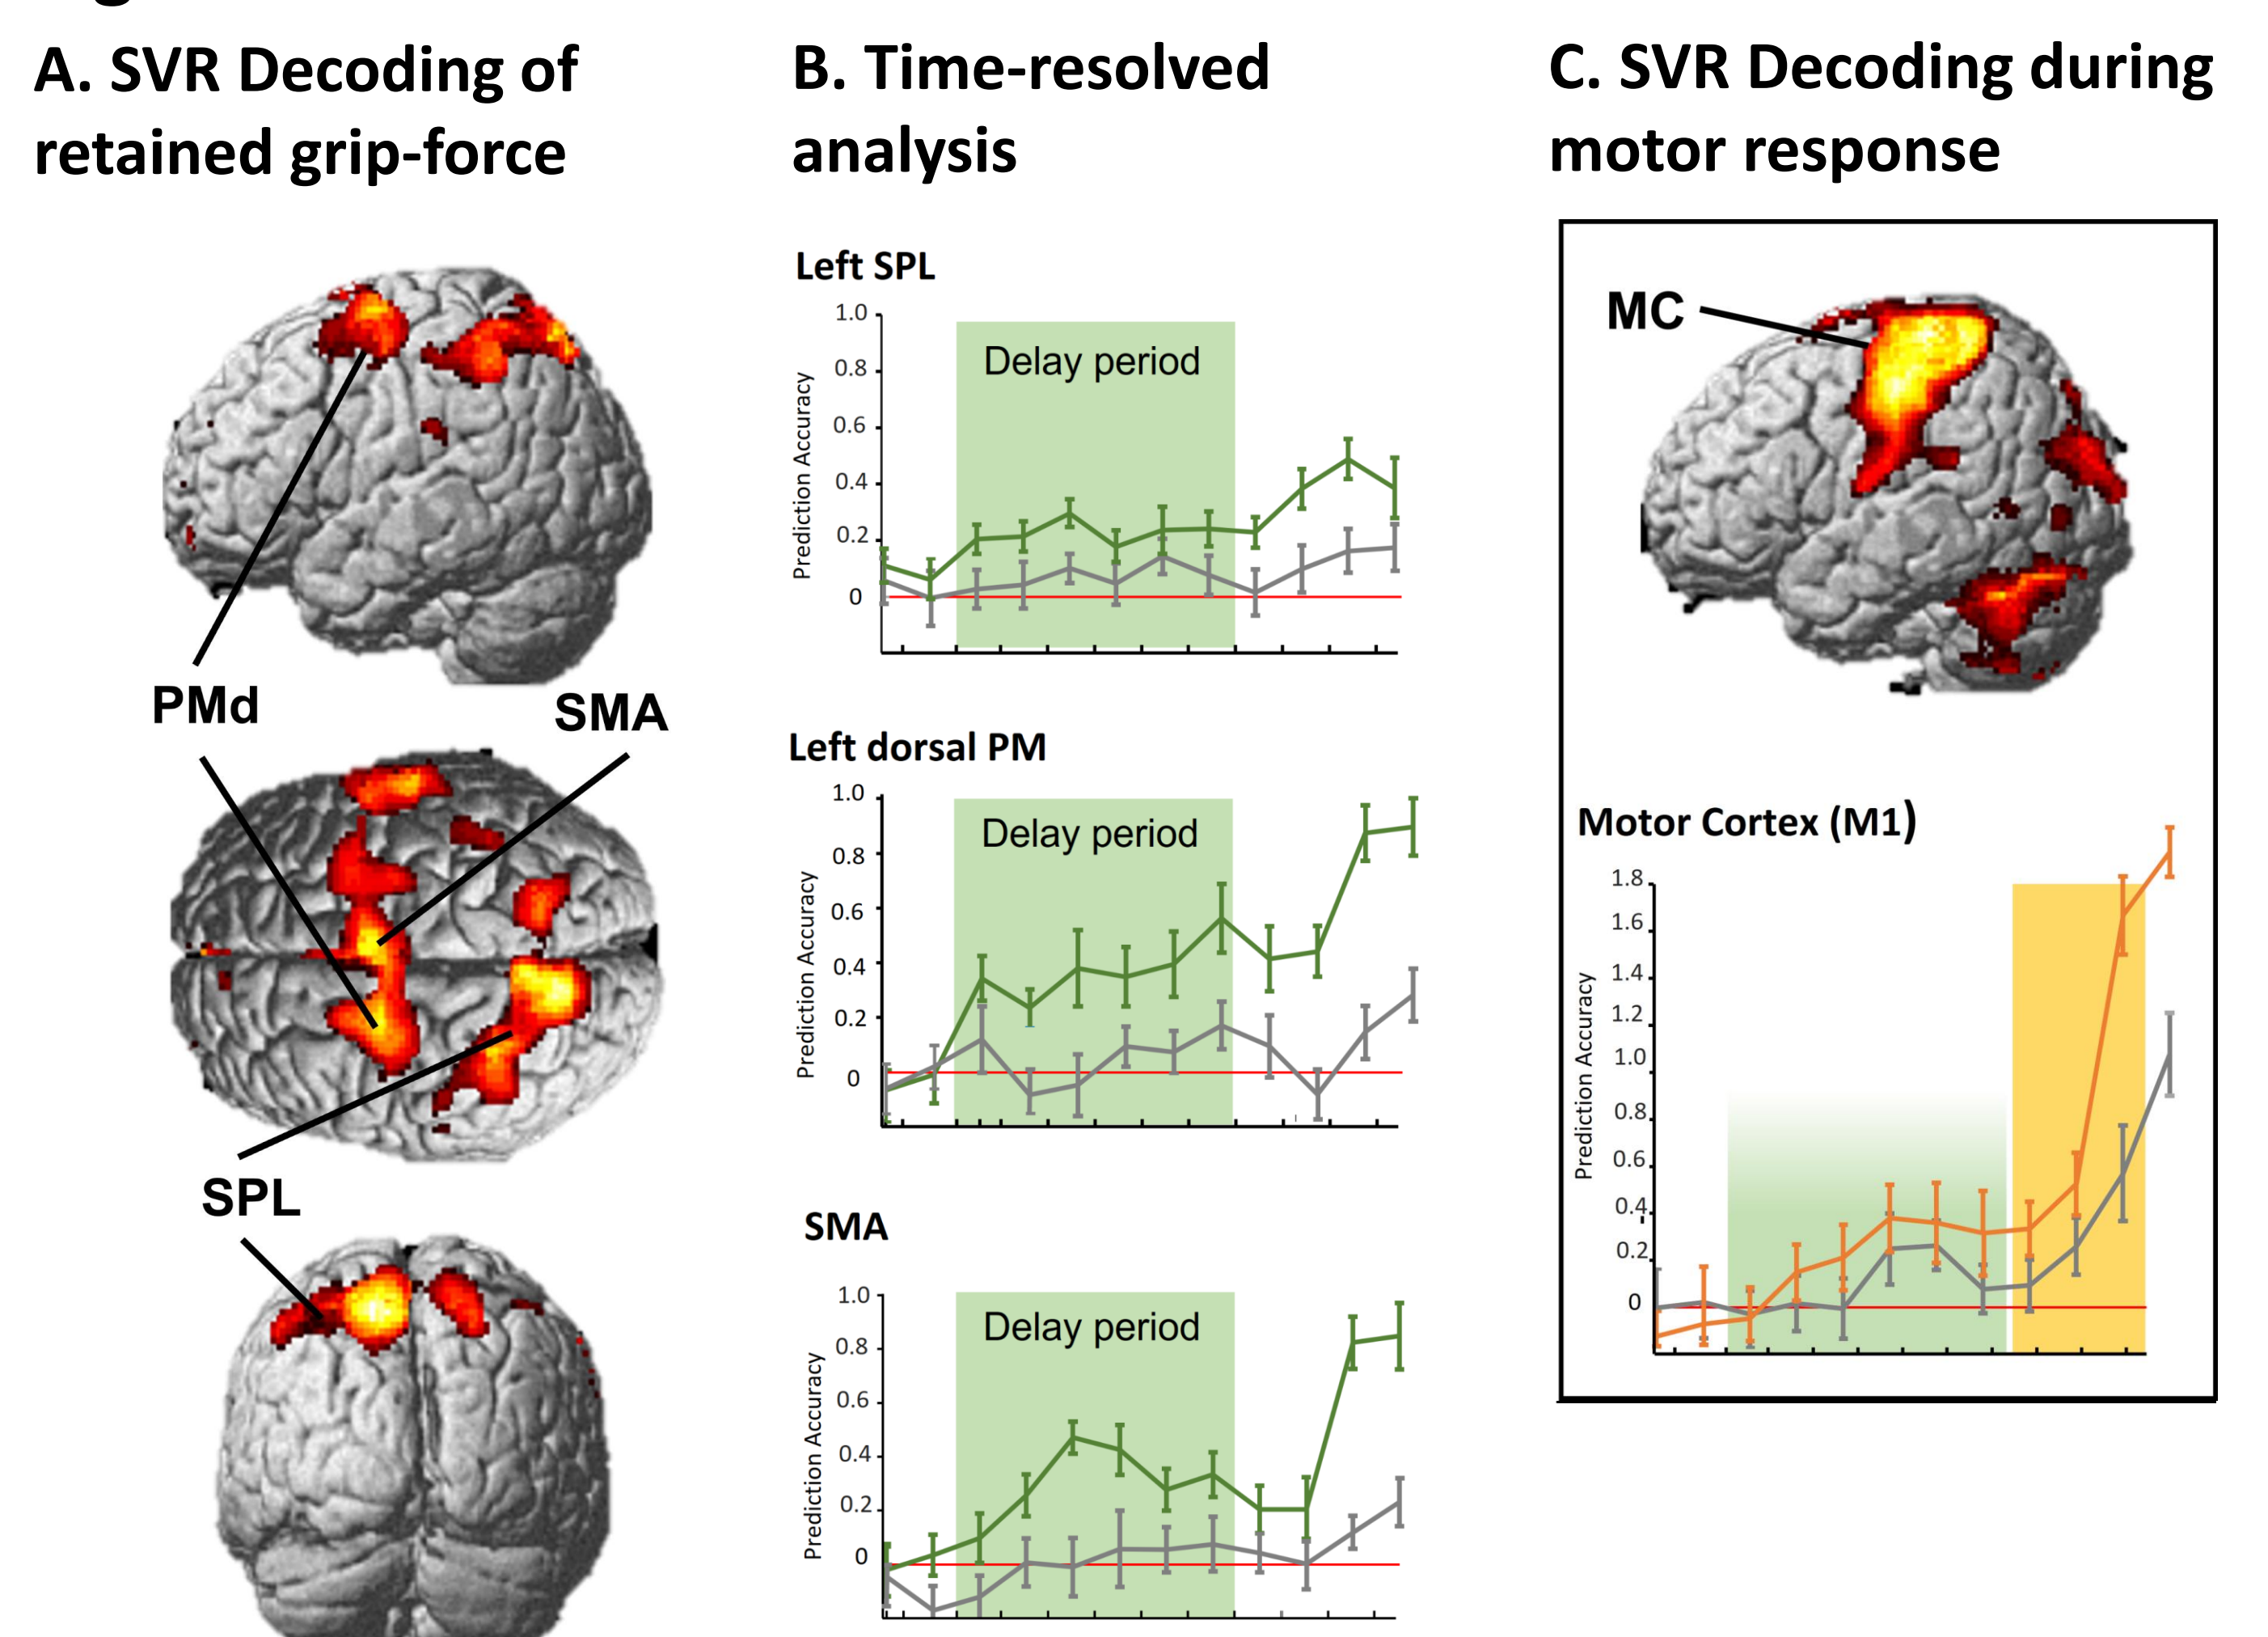 A. SVR Decoding of
retained grip-force
PMd
SMA
SPL
B. Time-resolved
analysis
Left SPL
1.0
0.8
0.6
0.4
0.2
0
Prediction Accuracy
Delay period
Left dorsal PM
1.0
0.8
0.6
0.4
0.2
0
Prediction Accuracy
Delay period
SMA
1.0
0.8
0.6
0.4
0.2
0
Prediction Accuracy
Delay period
C. SVR Decoding during
motor response
MC
Motor Cortex (M1)
1.8
1.6
1.4
1.2
1.0
0.8
0.6
0.4
0.2
0
Prediction Accuracy